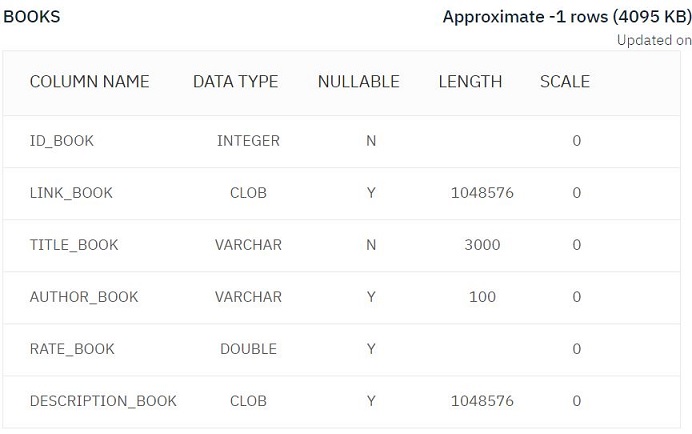 BOOKS Approximate -1 rows (4095 KB)
Updated on
COLUMN NAME DATA TYPE NULLABLE LENGTH SCALE
ID_BOOK INTEGER N 0
LINK_BOOK CLOB Y 1048576 0
TITLE_BOOK VARCHAR N 3000 0
AUTHOR_BOOK VARCHAR Y 100 0
RATE_BOOK DOUBLE Y 0
DESCRIPTION_BOOK CLOB Y 1048576 0